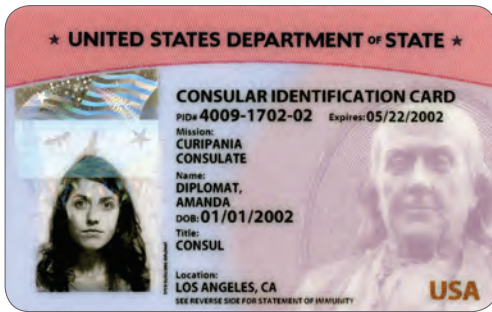 ★ UNITED STATES DEPARTMENT OF STATE ★
CONSULAR IDENTIFICATION CARD
PID# 4009-1702-02 Expires: 05/22/2002
Mission:
CURIPANIA
CONSULATE
Name:
DIPLOMAT,
AMANDA
DOB: 01/01/2002
Title:
CONSUL
Location:
LOS ANGELES, CA
SEE REVERSE SIDE FOR STATEMENT OF IMMUNITY
USA